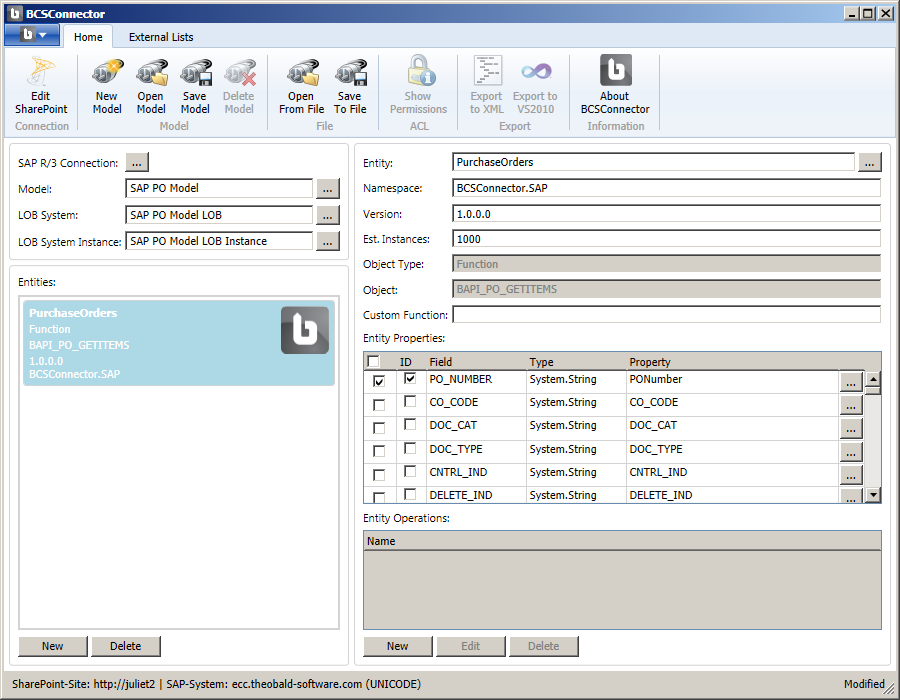 BCSConnector
Home
External Lists
Edit SharePoint
New Model
Open Model
Save Model
Delete Model
Open From File
Save To File
Show Permissions
Export to XML
Export to VS2010
About BCSConnector
Connection
Model
File
ACL
Export
Information
SAP R/3 Connection: ...
Model: SAP PO Model ...
LOB System: SAP PO Model LOB ...
LOB System Instance: SAP PO Model LOB Instance ...
Entities:
PurchaseOrders
Function
BAPI_PO_GETITEMS
1.0.0.0
BCSConnector.SAP
New Delete
Entity: PurchaseOrders ...
Namespace: BCSConnector.SAP
Version: 1.0.0.0
Est. Instances: 1000
Object Type: Function
Object: BAPI_PO_GETITEMS
Custom Function:
Entity Properties:
ID Field Type Property
PO_NUMBER System.String PONumber ...
CO_CODE System.String CO_CODE ...
DOC_CAT System.String DOC_CAT ...
DOC_TYPE System.String DOC_TYPE ...
CNTRL_IND System.String CNTRL_IND ...
DELETE_IND System.String DELETE_IND ...
Entity Operations:
Name
New Edit Delete
SharePoint-Site: http://juliet2 | SAP-System: ecc.theobald-software.com (UNICODE)
Modified